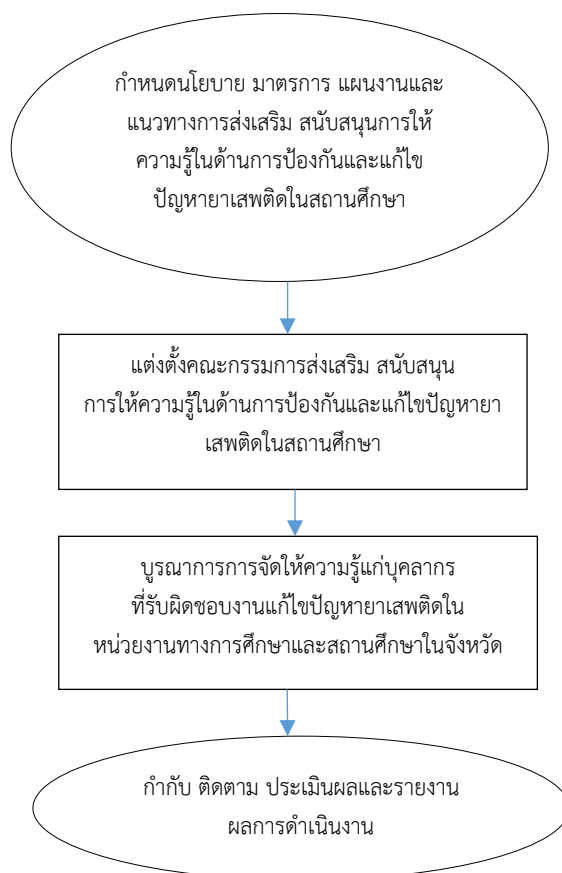 กำหนดนโยบาย มาตรการ แผนงานและ
แนวทางการส่งเสริม สนับสนุนการให้
ความรู้ในด้านการป้องกันและแก้ไข
ปัญหายาเสพติดในสถานศึกษา
แต่งตั้งคณะกรรมการส่งเสริม สนับสนุน
การให้ความรู้ในด้านการป้องกันและแก้ไขปัญหายา
เสพติดในสถานศึกษา
บูรณาการการจัดให้ความรู้แก่บุคลากร
ที่รับผิดชอบงานแก้ไขปัญหายาเสพติดใน
หน่วยงานทางการศึกษาและสถานศึกษาในจังหวัด
กำกับ ติดตาม ประเมินผลและรายงาน
ผลการดำเนินงาน